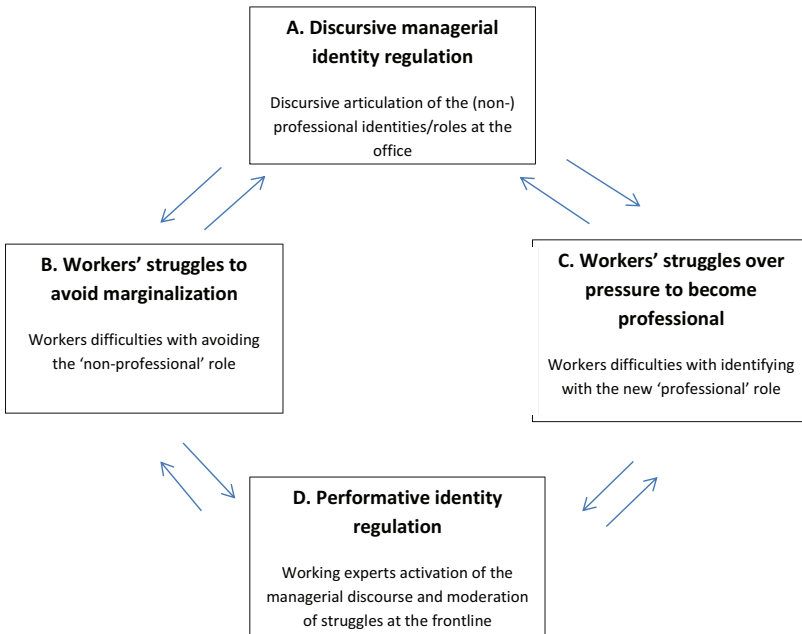 A. Discursive managerial
identity regulation
Discursive articulation of the (non-)
professional identities/roles at the
office
B. Workers’ struggles to
avoid marginalization
Workers difficulties with avoiding
the ‘non-professional’ role
C. Workers’ struggles over
pressure to become
professional
Workers difficulties with identifying
with the new ‘professional’ role
D. Performative identity
regulation
Working experts activation of the
managerial discourse and moderation
of struggles at the frontline